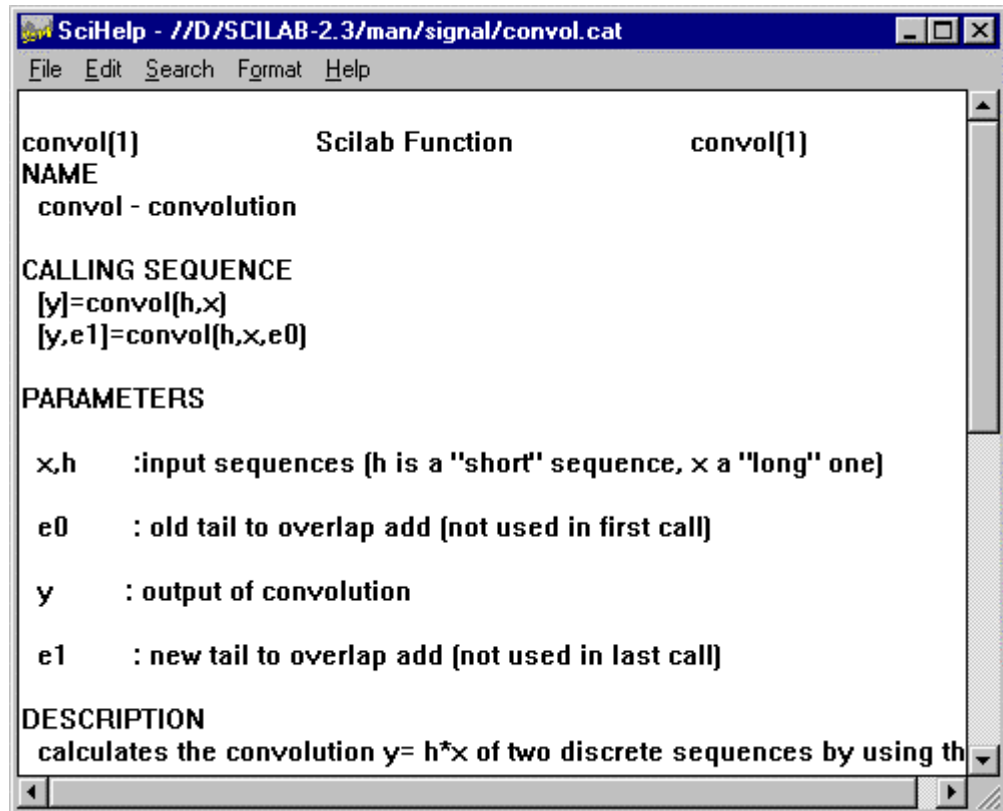 SciHelp - //D/SCILAB-2.3/man/signal/convol.cat
File Edit Search Format Help
convol(1) Scilab Function convol(1)
NAME
convol - convolution
CALLING SEQUENCE
[y]=convol(h,x)
[y,e1]=convol(h,x,e0)
PARAMETERS
x,h :input sequences (h is a "short" sequence, x a "long" one)
e0 : old tail to overlap add (not used in first call)
y : output of convolution
e1 : new tail to overlap add (not used in last call)
DESCRIPTION
calculates the convolution y= h*x of two discrete sequences by using th